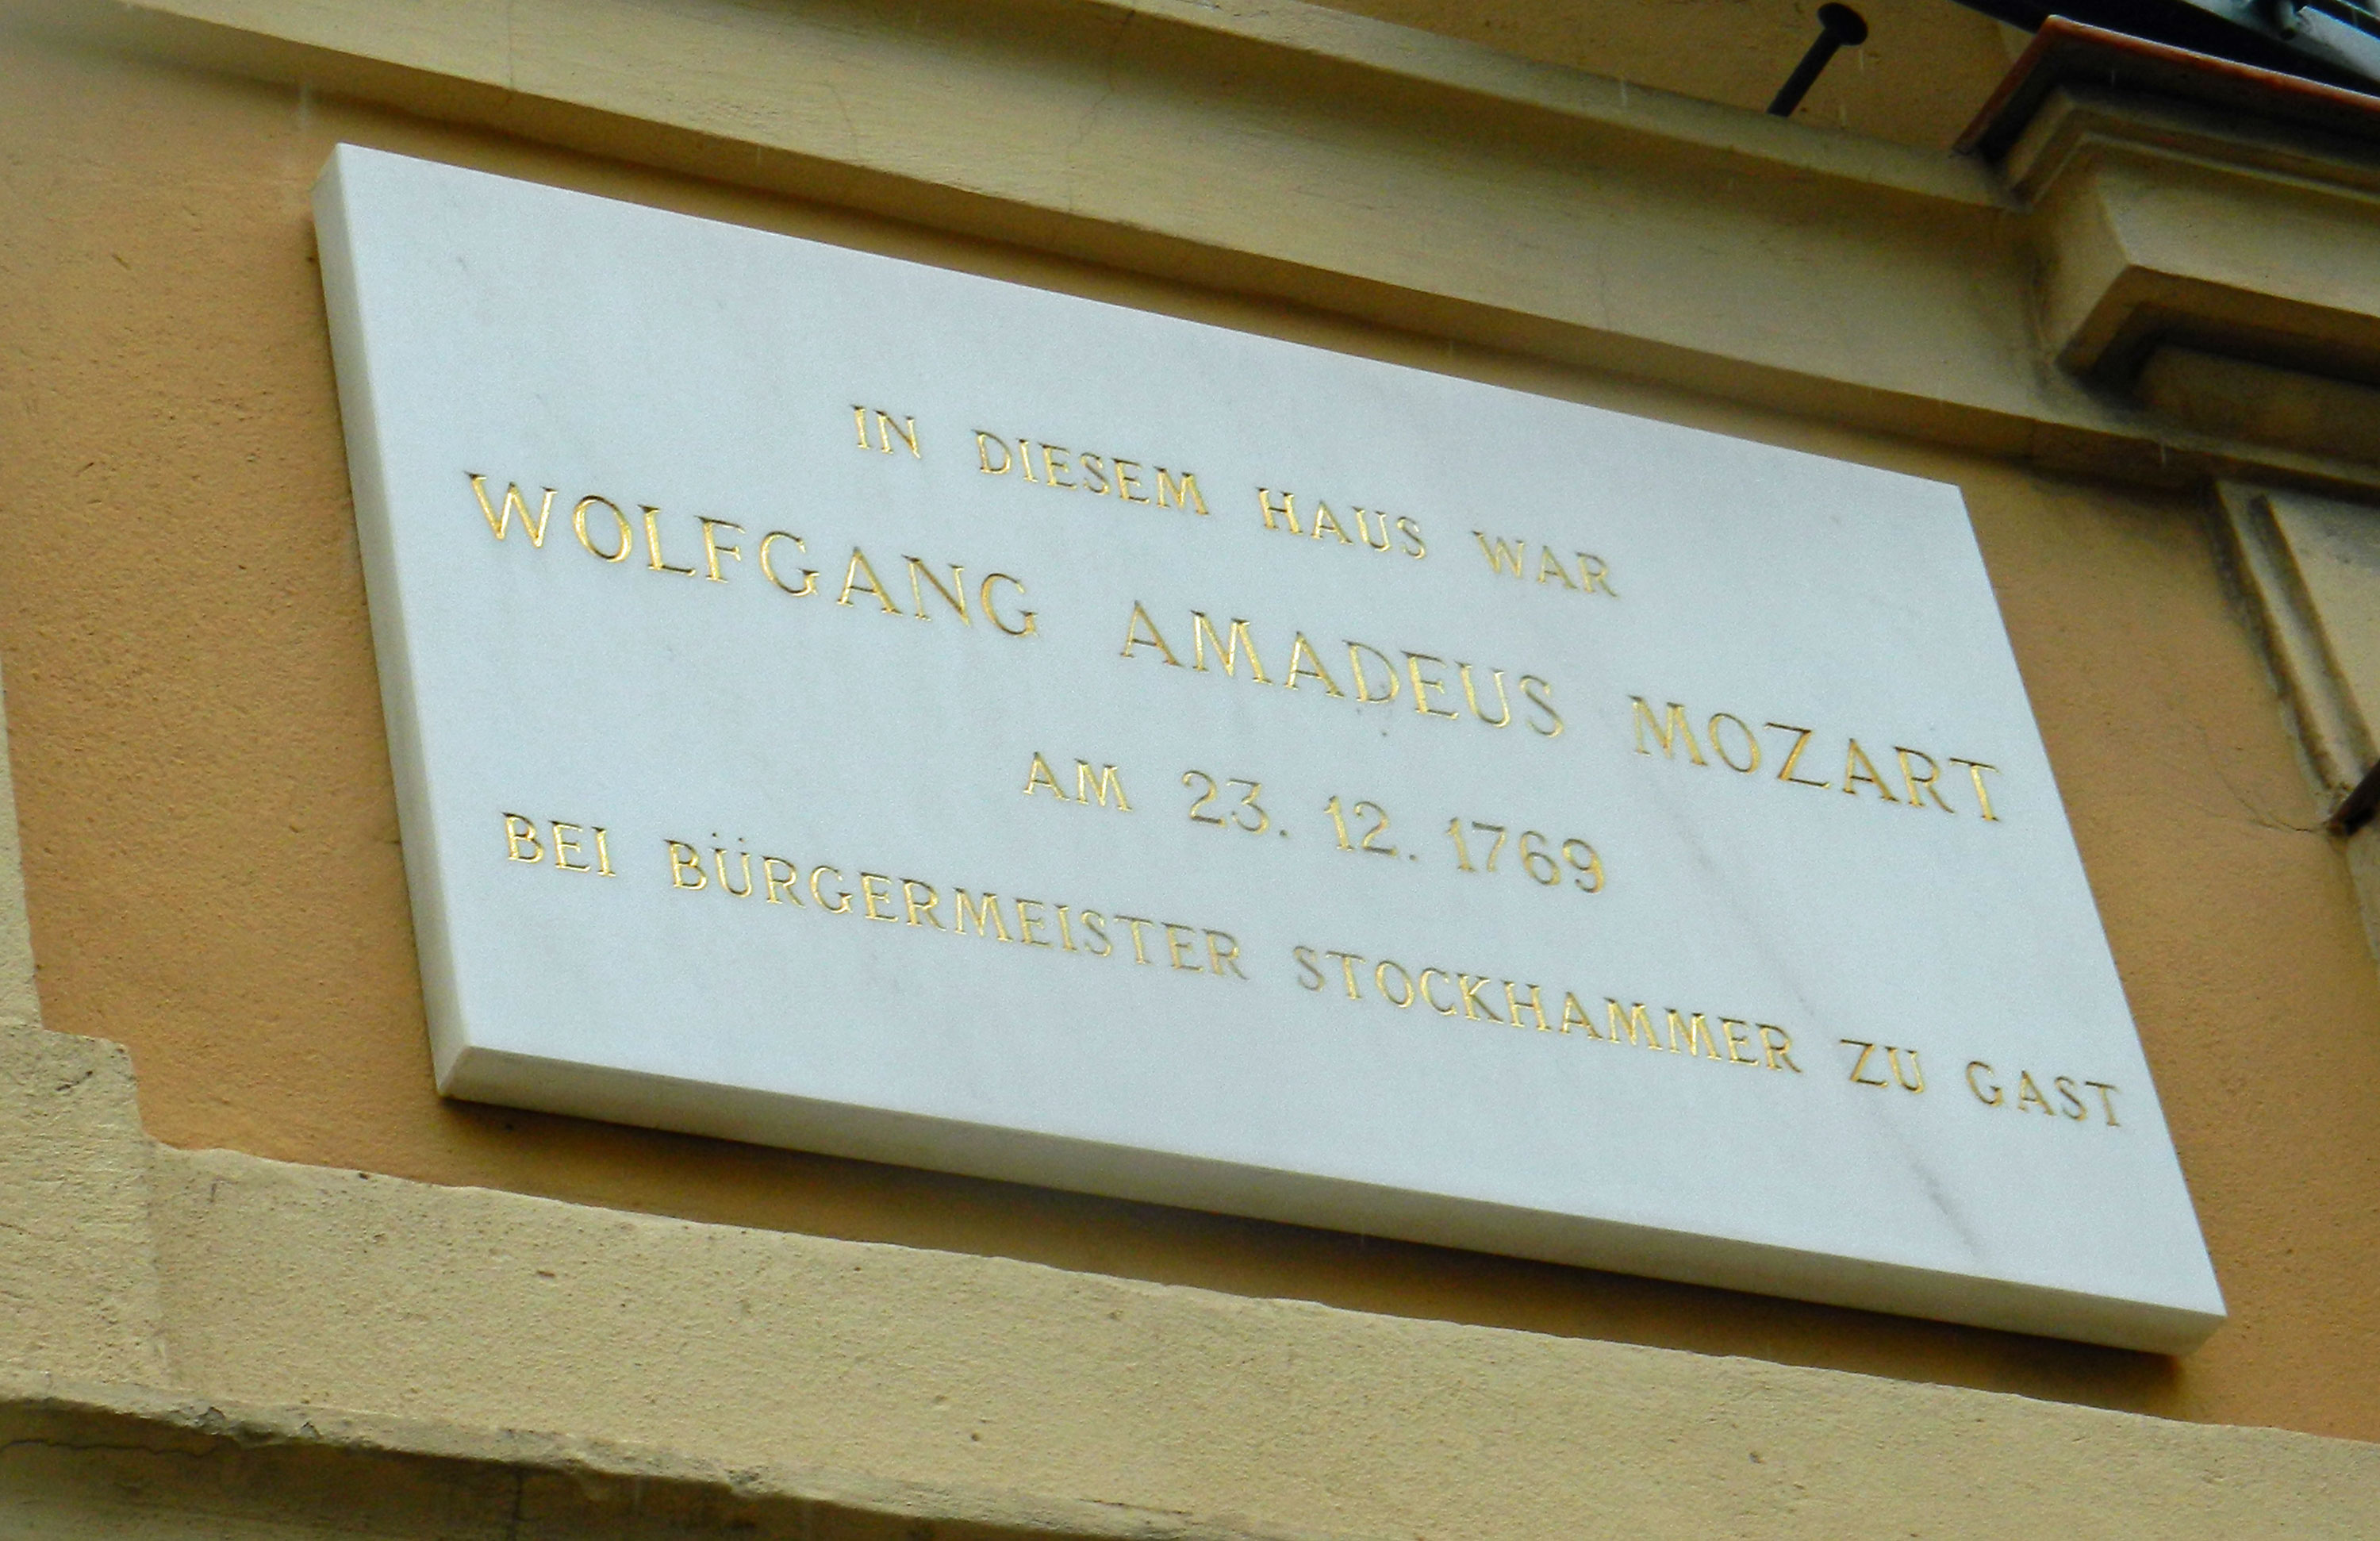 IN DIESEM HAUS WAR
WOLFGANG AMADEUS MOZART
AM 23. 12. 1769
BEI BÜRGERMEISTER STOCKHAMMER ZU GAST